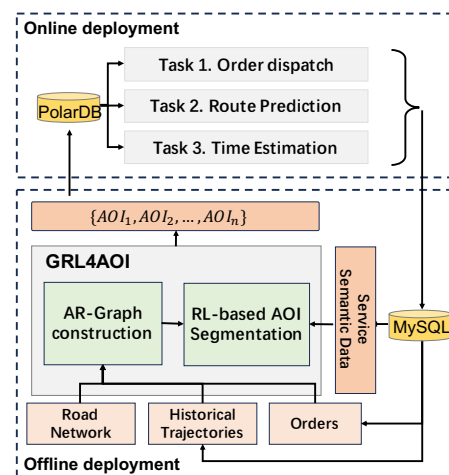 Online deployment
Task 1. Order dispatch
PolarDB
Task 2. Route Prediction
Task 3. Time Estimation
{AOI₁, AOI₂, ..., AOIₙ}
GRL4AOI
AR-Graph
construction
RL-based AOI
Segmentation
Service
Semantic Data
MySQL
Road
Network
Historical
Trajectories
Orders
Offline deployment